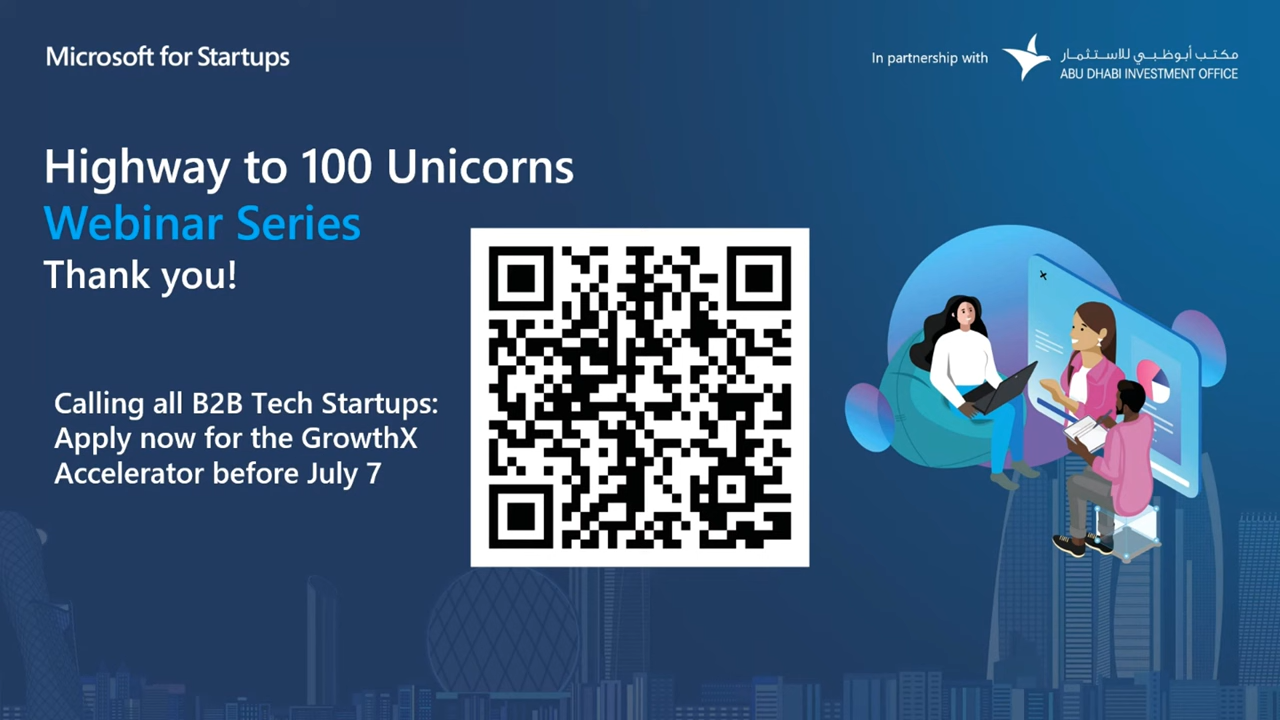 Microsoft for Startups
In partnership with
مكتب أبوظبي للاستثمار
ABU DHABI INVESTMENT OFFICE
Highway to 100 Unicorns
Webinar Series
Thank you!
Calling all B2B Tech Startups:
Apply now for the GrowthX
Accelerator before July 7